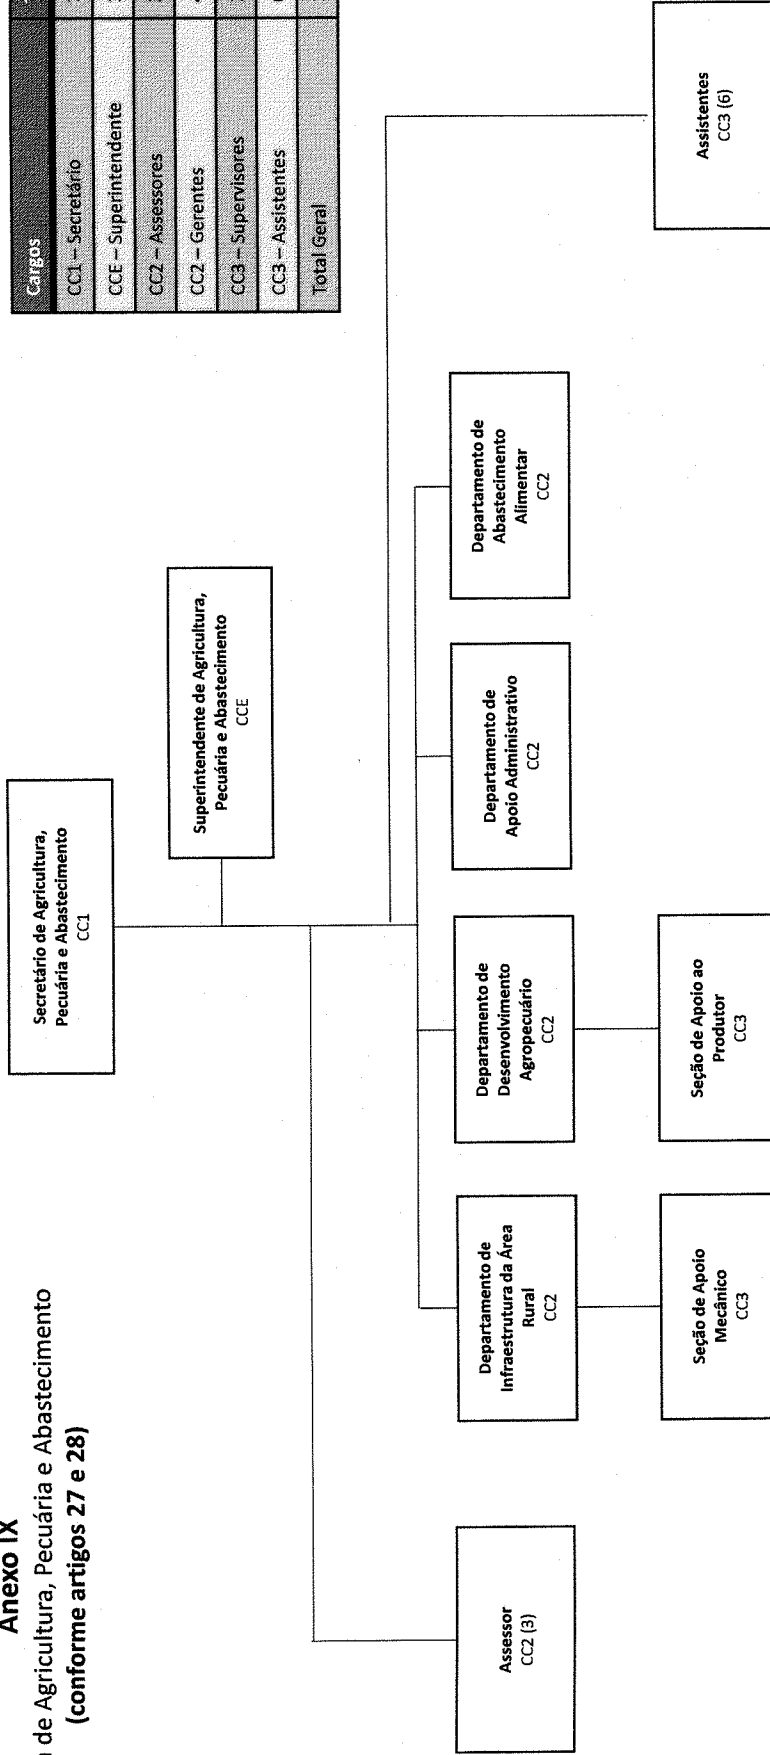 Anexo IX
de Agricultura, Pecuária e Abastecimento
(conforme artigos 27 e 28)
Cargos
CC1 – Secretário
CCE – Superintendente
CC2 – Assessores
CC2 – Gerentes
CC3 – Supervisores
CC3 – Assistentes
Total Geral
Secretário de Agricultura,
Pecuária e Abastecimento
CC1
Superintendente de Agricultura,
Pecuária e Abastecimento
CCE
Assessor
CC2 (3)
Departamento de
Infraestrutura da Área
Rural
CC2
Departamento de
Desenvolvimento
Agropecuário
CC2
Departamento de
Apoio Administrativo
CC2
Departamento de
Abastecimento
Alimentar
CC2
Seção de Apoio
Mecânico
CC3
Seção de Apoio ao
Produtor
CC3
Assistentes
CC3 (6)